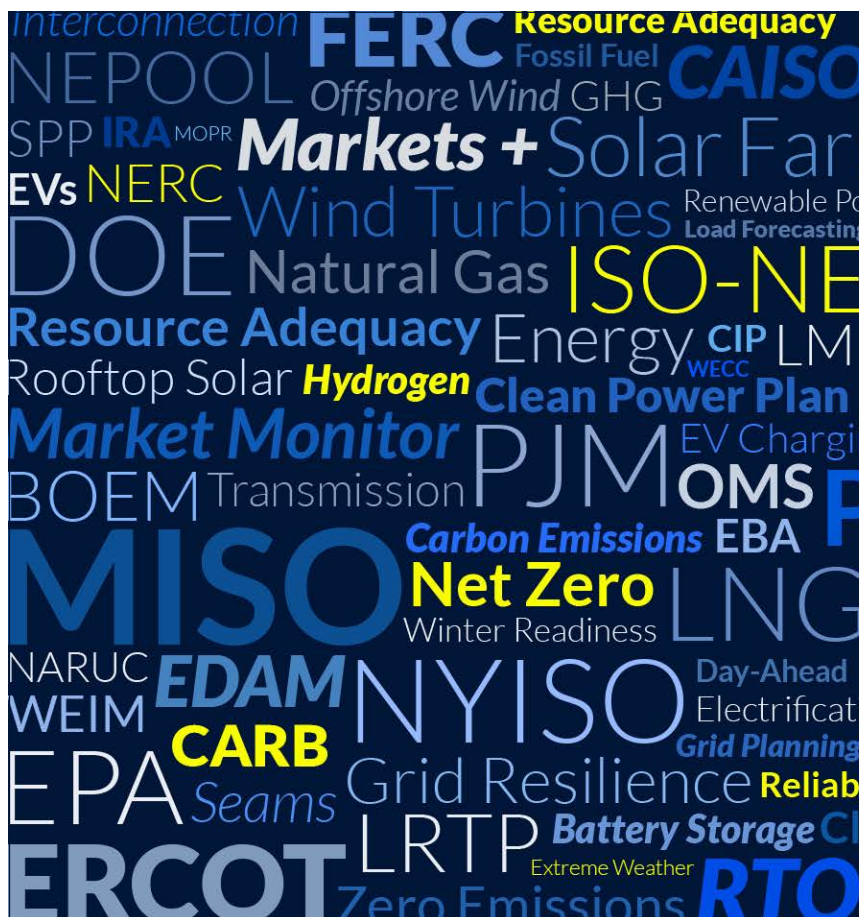 Interconnection FERC Resource Adequacy
NEPOOL Fossil Fuel CAISO
Offshore Wind GHG
SPP IRA MOPR Markets + Solar Far
EVs NERC Wind Turbines Renewable Po
DOE Load Forecasting
Natural Gas ISO-NE
Resource Adequacy Energy CIP LM
WECC
Rooftop Solar Hydrogen Clean Power Plan
Market Monitor PJM EV Chargi
BOEM Transmission OMS P
MISO Carbon Emissions EBA
Net Zero LNG
Winter Readiness
NARUC EDAM NYISO Day-Ahead
WEIM Electrificat
CARB Grid Planning
EPA Seams Grid Resilience Reliab
LRTP Battery Storage Cl
ERCOT Extreme Weather RTO
Zero Emissions